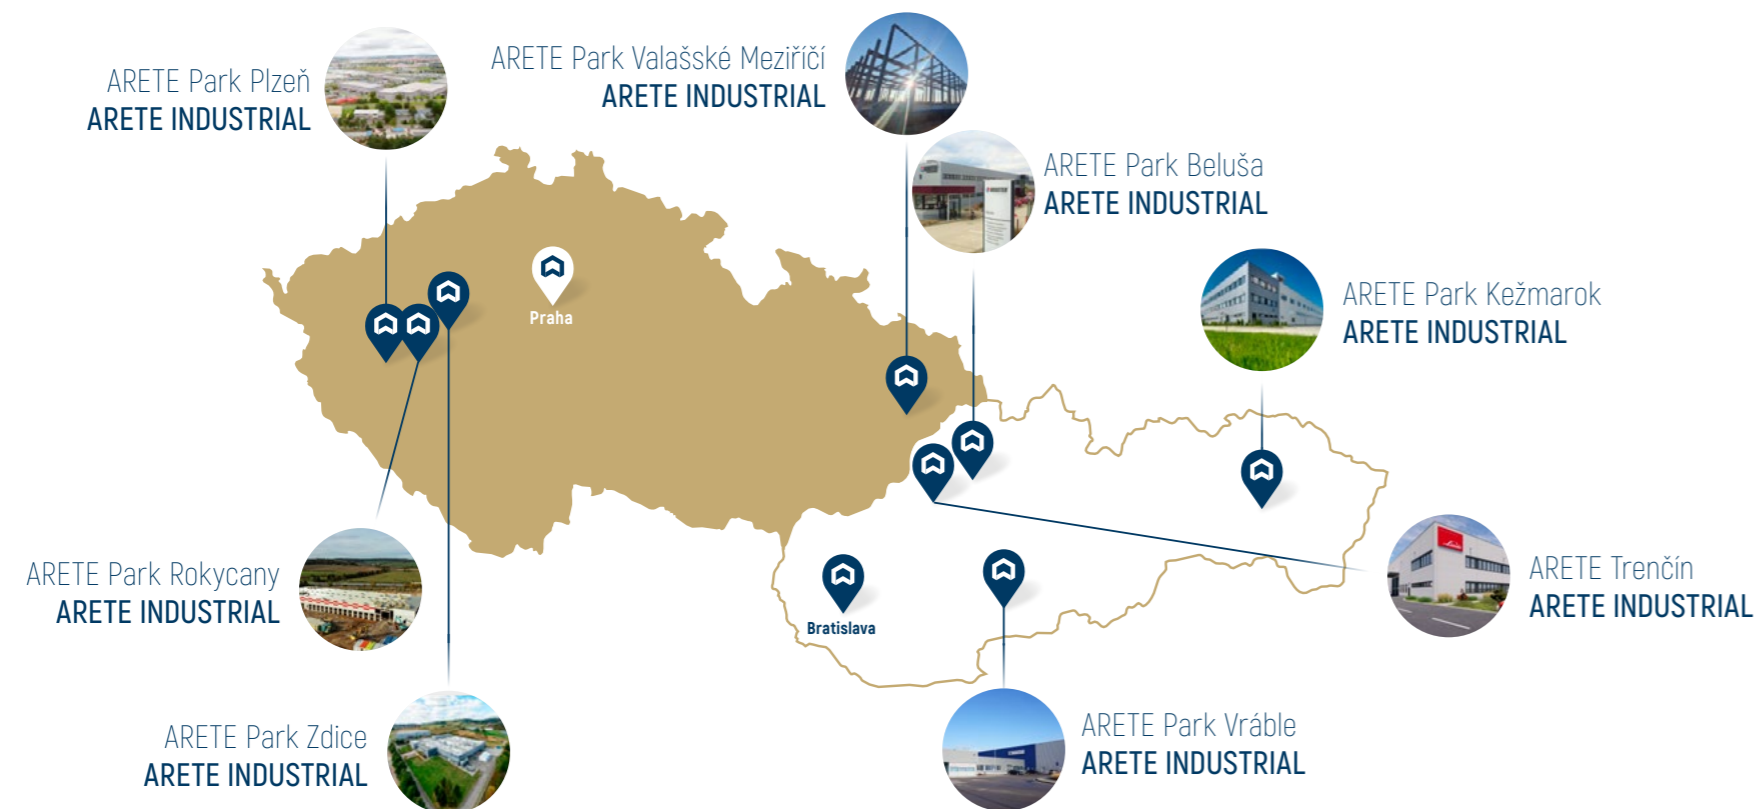 ARETE Park Plzeň
ARETE INDUSTRIAL
ARETE Park Valašské Meziříčí
ARETE INDUSTRIAL
ARETE Park Beluša
ARETE INDUSTRIAL
ARETE Park Kežmarok
ARETE INDUSTRIAL
Praha
ARETE Park Rokycany
ARETE INDUSTRIAL
Bratislava
ARETE Trenčín
ARETE INDUSTRIAL
ARETE Park Zdice
ARETE INDUSTRIAL
ARETE Park Vráble
ARETE INDUSTRIAL